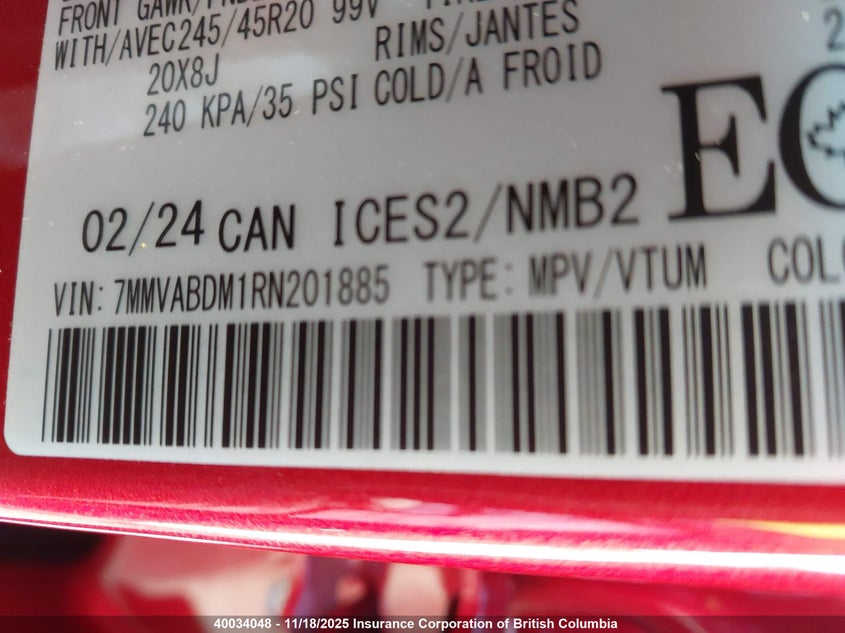 FRONT GAWR/
WITH/AVEC245/45R20 99V
RIMS/JANTES
20X8J
240 KPA/35 PSI COLD/A FROID
02/24 CAN ICES2/NMB2
VIN: 7MMVABDM1RN201885 TYPE: MPV/VTUM
40034048 - 11/18/2025 Insurance Corporation of British Columbia